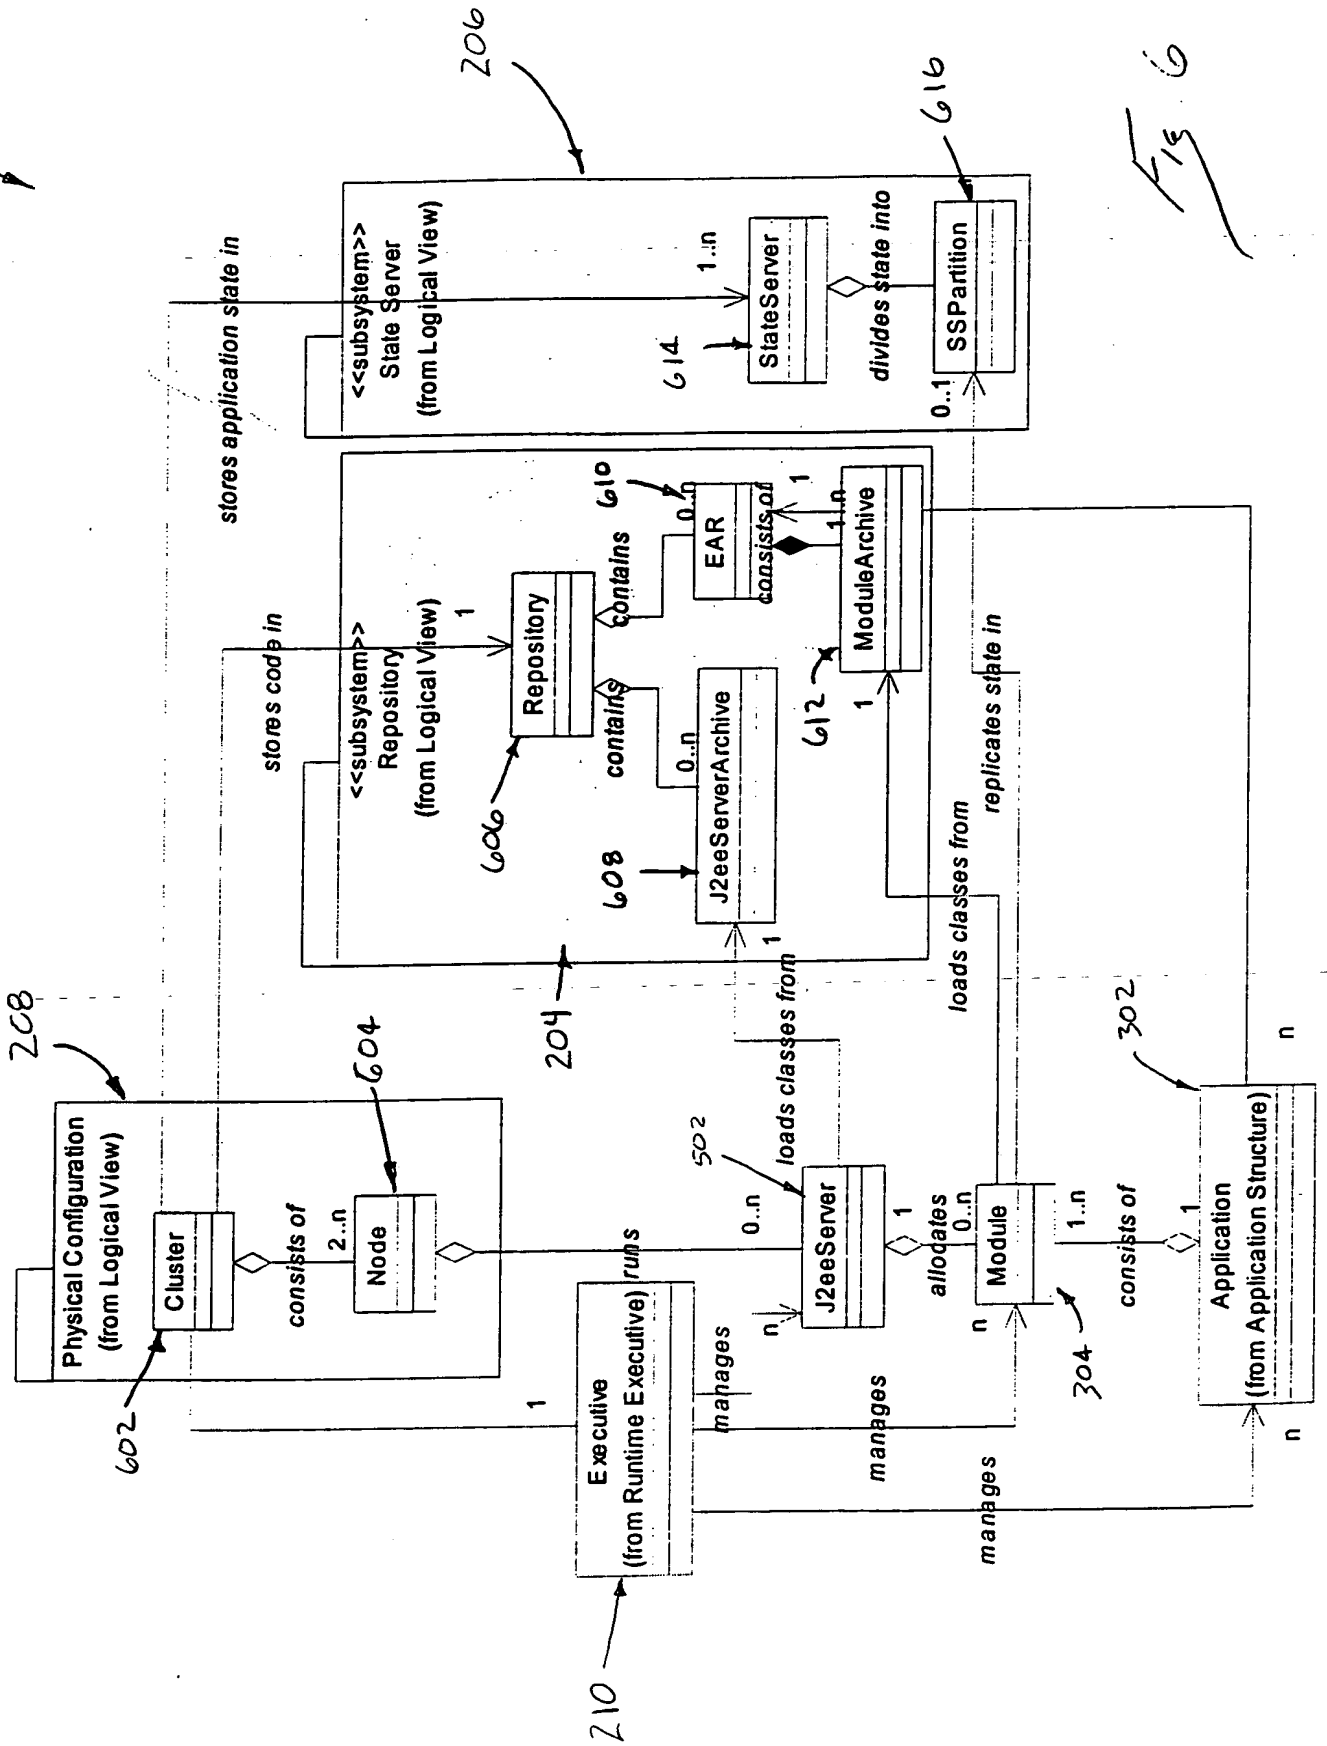 208
Physical Configuration
(from Logical View)
602
Cluster
consists of
2..n
Node
604
stores application state in
stores code in
206
<<subsystem>>
Repository
(from Logical View)
1
Repository
606
contains
contains
0..n
0..n
610
EAR
608
J2eeServerArchive
consists of
1
1..n
612
ModuleArchive
1
204
1
<<subsystem>>
State Server
(from Logical View)
1..n
614
StateServer
divides state into
0..1
SSPartition
n
616
1
210
Executive
(from Runtime Executive)
runs
0..n
502
loads classes from
manages
n
J2eeServer
1
allocates
0..n
manages
n
Module
304
1..n
loads classes from
replicates state in
consists of
1
manages
302
Application
(from Application Structure)
n
n
Fig. 6